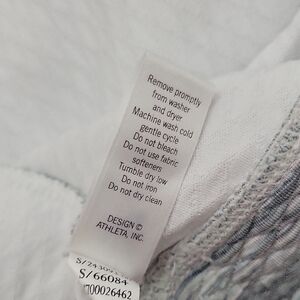 Remove promptly
from washer
and dryer
Machine wash cold
gentle cycle
Do not bleach
Do not use fabric
softeners
Tumble dry low
Do not iron
Do not dry clean
DESIGN ©
ATHLETA, INC.
S/66084